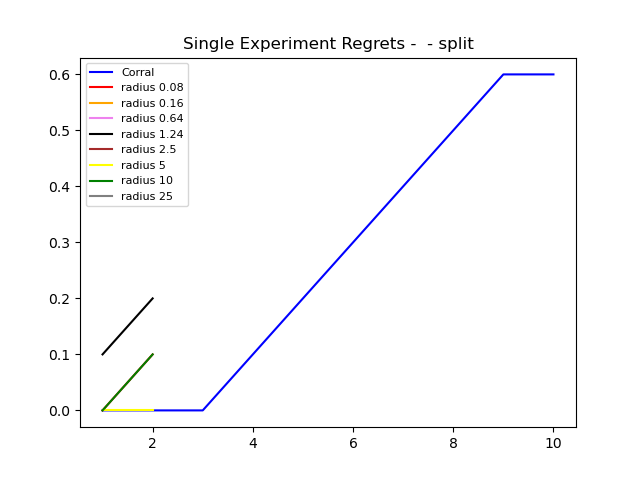 Single Experiment Regrets -  - split
Corral
radius 0.08
radius 0.16
radius 0.64
radius 1.24
radius 2.5
radius 5
radius 10
radius 25
0.6
0.5
0.4
0.3
0.2
0.1
0.0
2 4 6 8 10